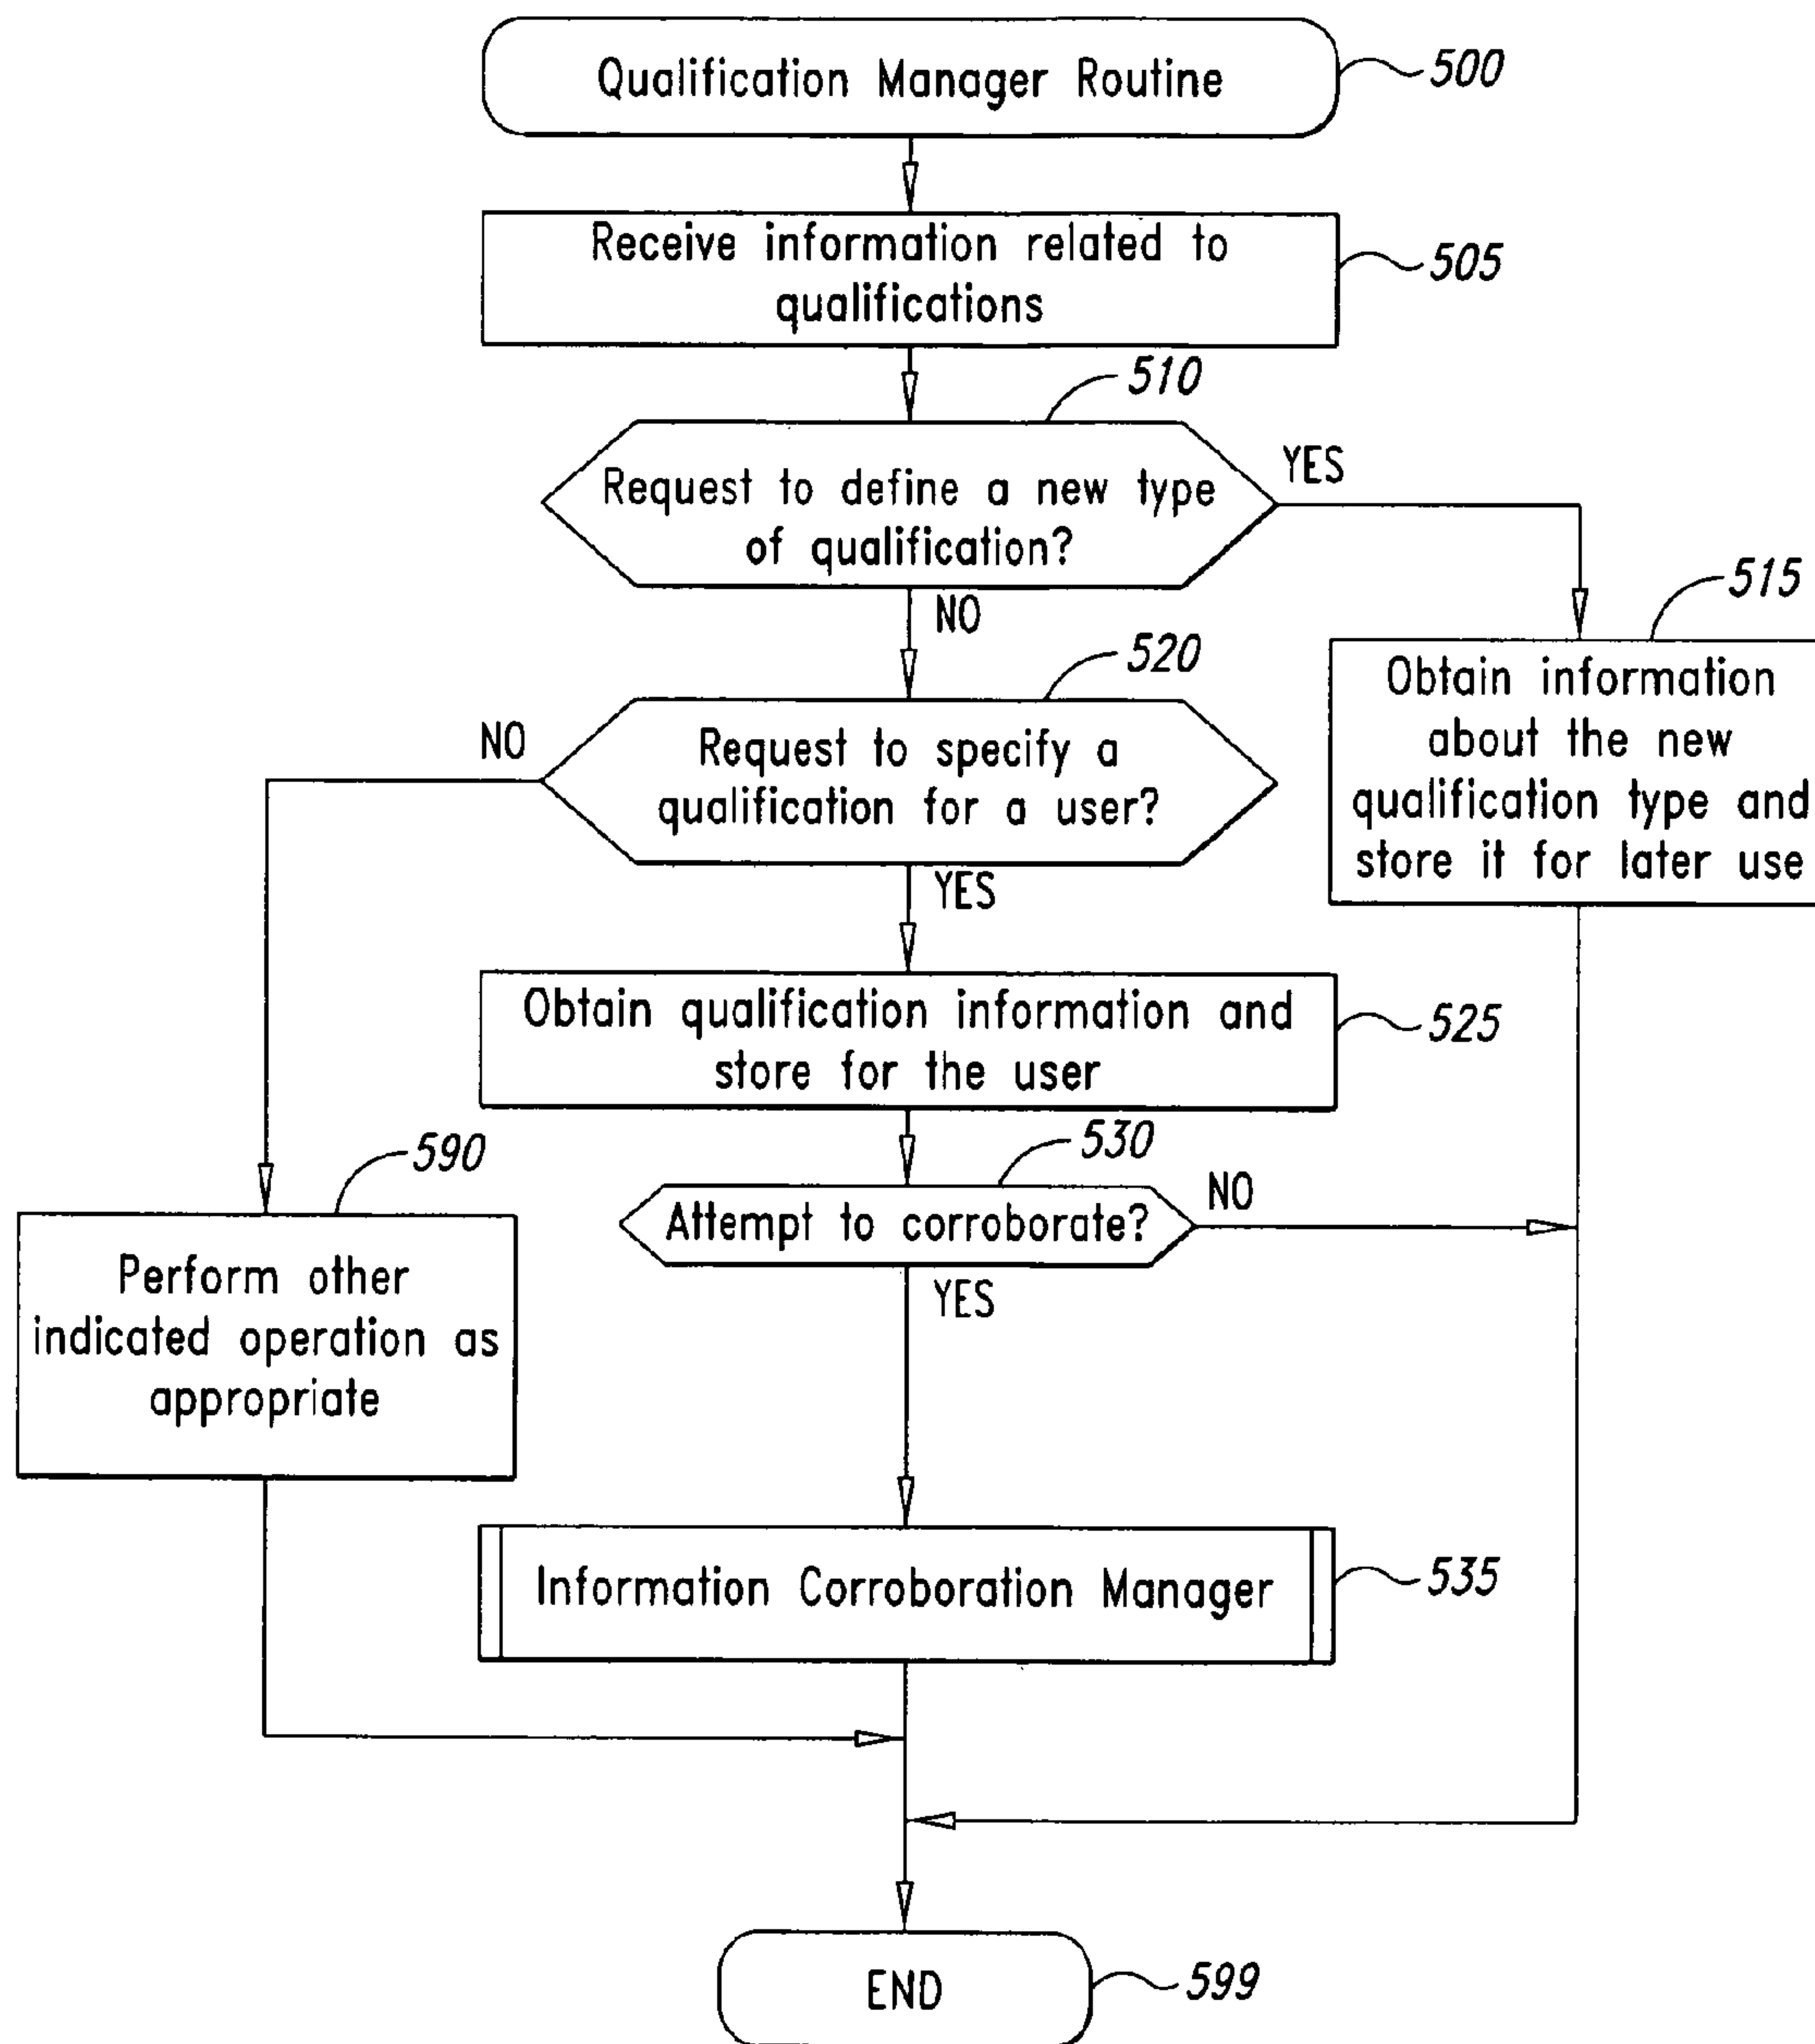 Qualification Manager Routine
500
Receive information related to
qualifications
505
510
Request to define a new type
of qualification?
YES
NO
515
Obtain information
about the new
qualification type and
store it for later use
520
NO
Request to specify a
qualification for a user?
YES
Obtain qualification information and
store for the user
525
530
Attempt to corroborate?
NO
YES
590
Perform other
indicated operation as
appropriate
Information Corroboration Manager
535
END
599